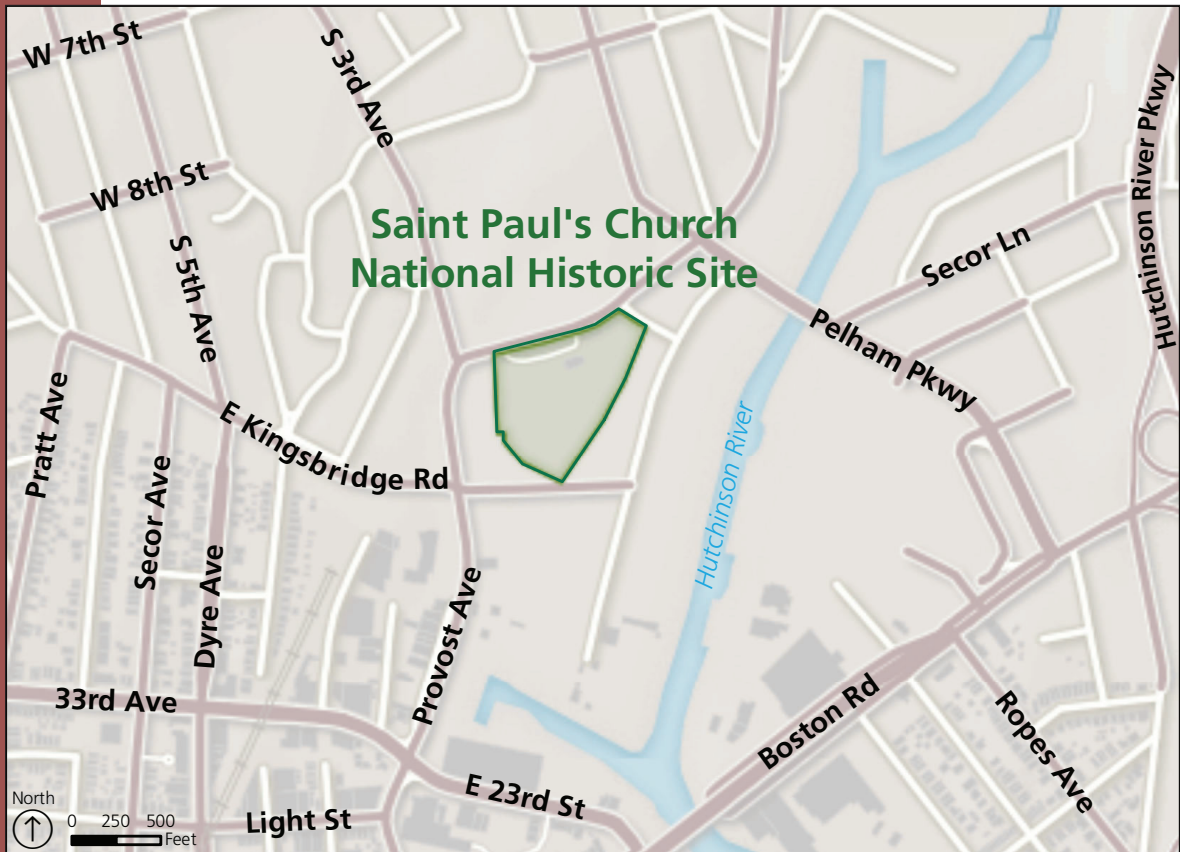 W 7th St
S 3rd Ave
Hutchinson River Pkwy
W 8th St
Saint Paul's Church
National Historic Site
S 5th Ave
Secor Ln
Pelham Pkwy
Pratt Ave
E Kingsbridge Rd
Hutchinson River
Secor Ave
Dyre Ave
Provost Ave
33rd Ave
Boston Rd
Ropes Ave
E 23rd St
Light St
North
0 250 500
Feet